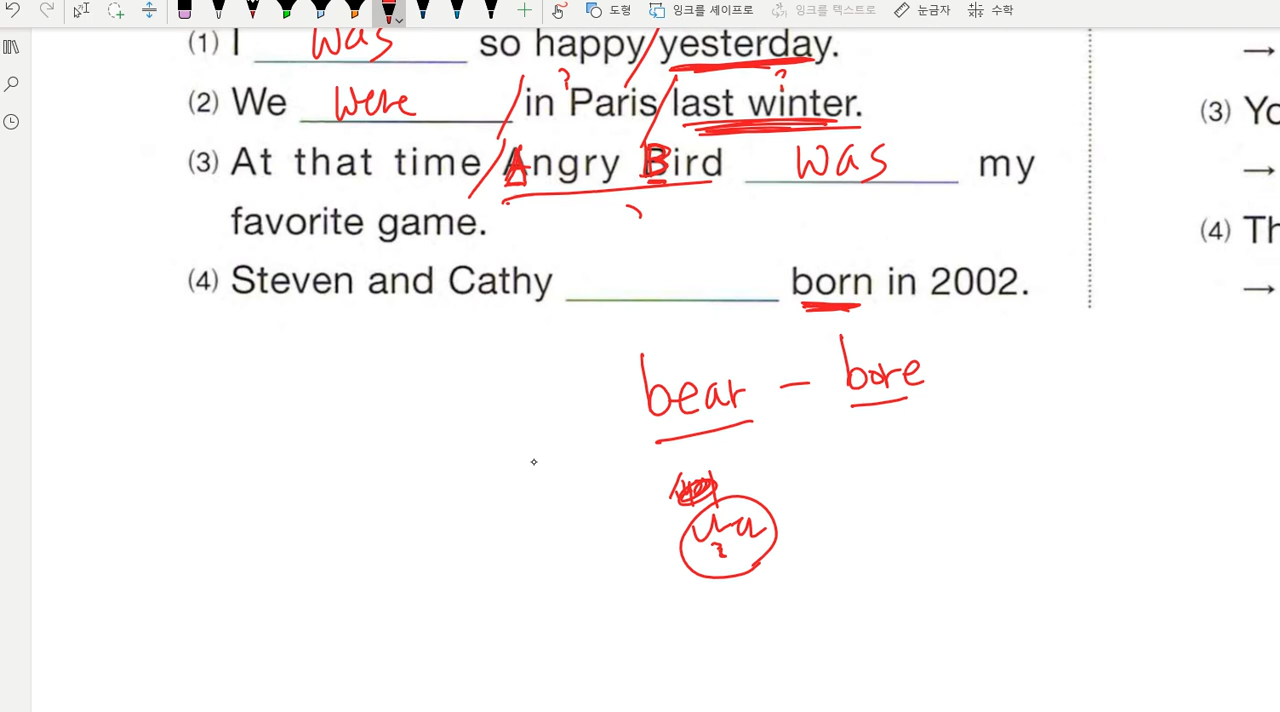 도형 잉크를 셰이프로 잉크를 텍스트로 눈금자 수학
(1) I was so happy yesterday.
(2) We were in Paris last winter.
(3) At that time Angry Bird was my
favorite game.
(4) Steven and Cathy born in 2002.
bear - bore
→
(3) Yo
→
(4) Th
→